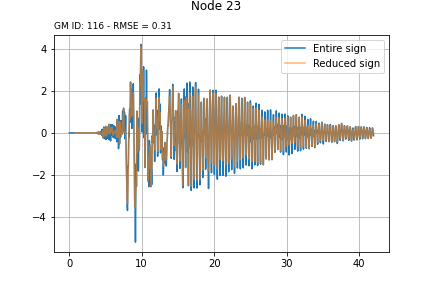 Node 23
GM ID: 116 - RMSE = 0.31
Entire sign
Reduced sign
4
2
0
−2
−4
0 10 20 30 40